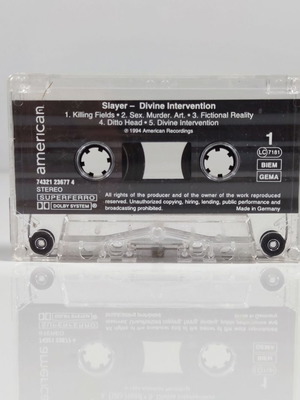 Slayer – Divine Intervention
1. Killing Fields • 2. Sex. Murder. Art. • 3. Fictional Reality
4. Ditto Head • 5. Divine Intervention
℗ 1994 American Recordings
american
1
LC 7181
BIEM
GEMA
74321 23677 4
STEREO
SUPERFERRO
DOLBY SYSTEM
All rights of the producer and of the owner of the work reproduced
reserved. Unauthorized copying, hiring, lending, public performance and
broadcasting prohibited.
Made in Germany